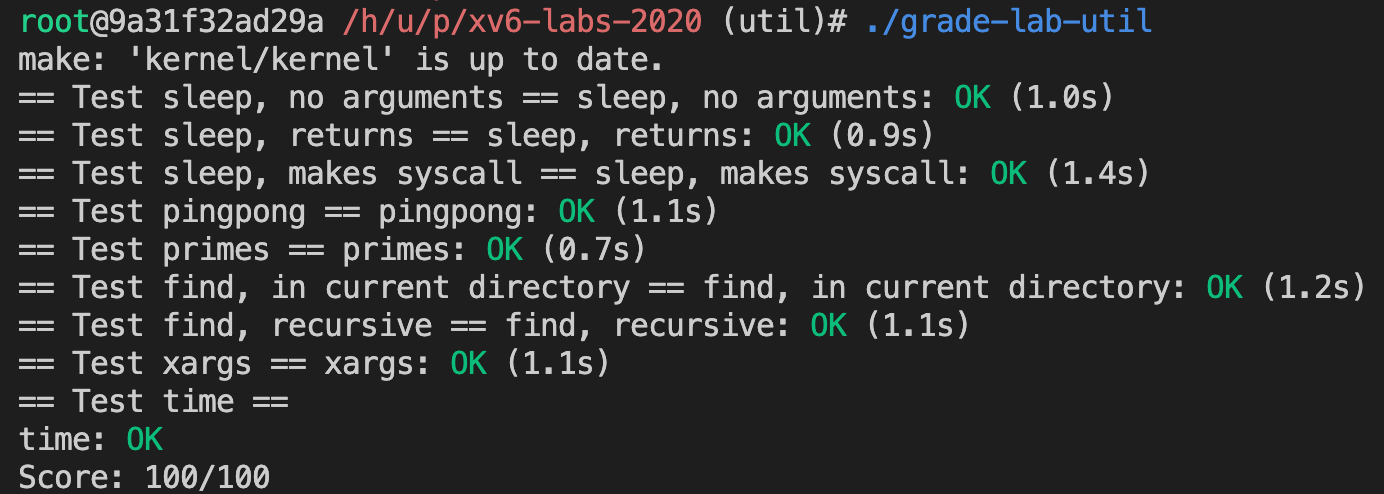 root@9a31f32ad29a /h/u/p/xv6-labs-2020 (util)# ./grade-lab-util
make: 'kernel/kernel' is up to date.
== Test sleep, no arguments == sleep, no arguments: OK (1.0s)
== Test sleep, returns == sleep, returns: OK (0.9s)
== Test sleep, makes syscall == sleep, makes syscall: OK (1.4s)
== Test pingpong == pingpong: OK (1.1s)
== Test primes == primes: OK (0.7s)
== Test find, in current directory == find, in current directory: OK (1.2s)
== Test find, recursive == find, recursive: OK (1.1s)
== Test xargs == xargs: OK (1.1s)
== Test time ==
time: OK
Score: 100/100